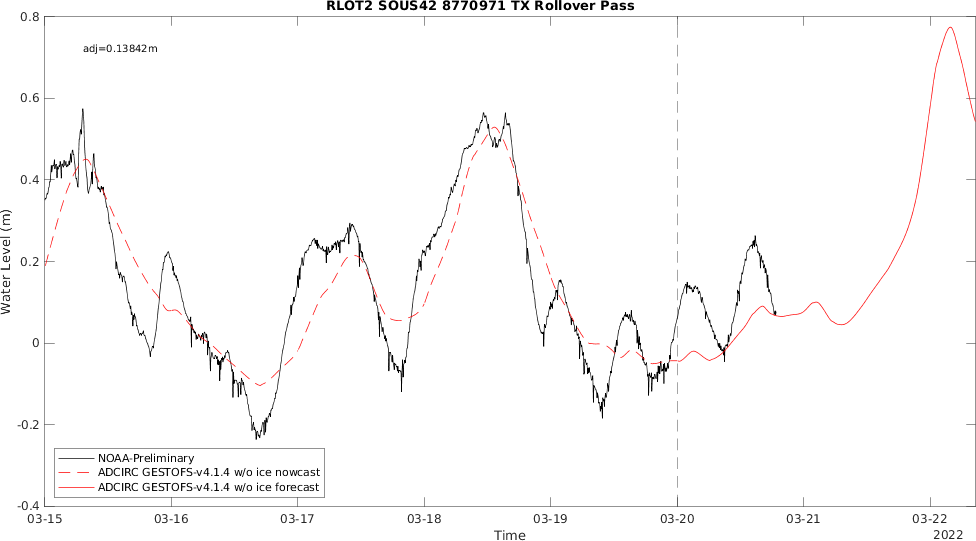 RLOT2 SOUS42 8770971 TX Rollover Pass
adj=0.13842m
Water Level (m)
0.8
0.6
0.4
0.2
0
-0.2
-0.4
NOAA-Preliminary
ADCIRC GESTOFS-v4.1.4 w/o ice nowcast
ADCIRC GESTOFS-v4.1.4 w/o ice forecast
03-15 03-16 03-17 03-18 03-19 03-20 03-21 03-22
Time
2022